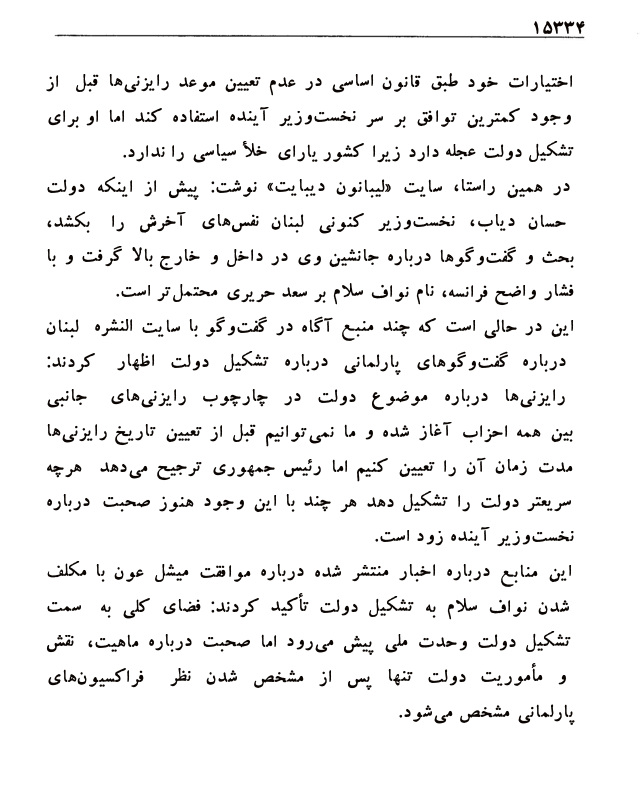 ۱۵۳۳۴
اختیارات خود طبق قانون اساسی در عدم تعیین موعد رایزنی‌ها قبل از
وجود کمترین توافق بر سر نخست‌وزیر آینده استفاده کند اما او برای
تشکیل دولت عجله دارد زیرا کشور یارای خلأ سیاسی را ندارد.
در همین راستا، سایت «لیبانون دیبایت» نوشت: پیش از اینکه دولت
حسان دیاب، نخست‌وزیر کنونی لبنان نفس‌های آخرش را بکشد،
بحث و گفت‌وگوها درباره جانشین وی در داخل و خارج بالا گرفت و با
فشار واضح فرانسه، نام نواف سلام بر سعد حریری محتمل‌تر است.
این در حالی است که چند منبع آگاه در گفت‌وگو با سایت النشره لبنان
درباره گفت‌وگوهای پارلمانی درباره تشکیل دولت اظهار کردند:
رایزنی‌ها درباره موضوع دولت در چارچوب رایزنی‌های جانبی
بین همه احزاب آغاز شده و ما نمی‌توانیم قبل از تعیین تاریخ رایزنی‌ها
مدت زمان آن را تعیین کنیم اما رئیس جمهوری ترجیح می‌دهد هرچه
سریعتر دولت را تشکیل دهد هر چند با این وجود هنوز صحبت درباره
نخست‌وزیر آینده زود است.
این منابع درباره اخبار منتشر شده درباره موافقت میشل عون با مکلف
شدن نواف سلام به تشکیل دولت تأکید کردند: فضای کلی به سمت
تشکیل دولت وحدت ملی پیش می‌رود اما صحبت درباره ماهیت، نقش
و مأموریت دولت تنها پس از مشخص شدن نظر فراکسیون‌های
پارلمانی مشخص می‌شود.